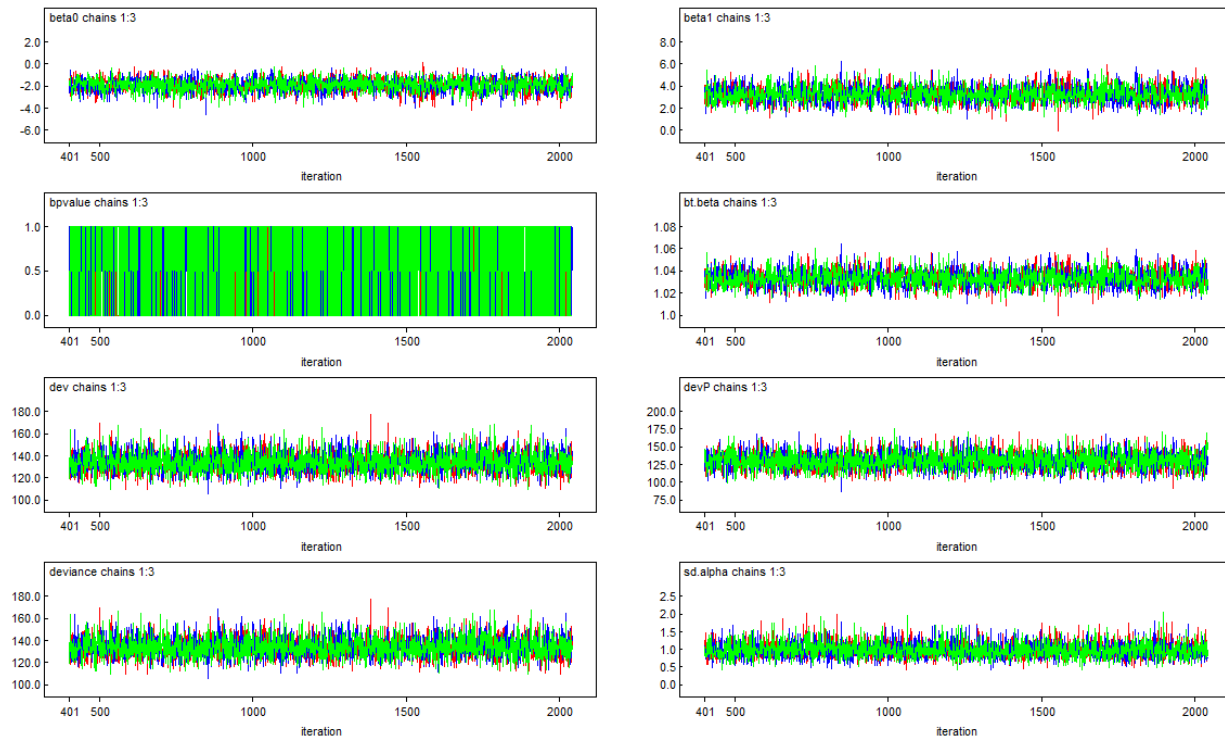 beta0 chains 1:3
2.0
0.0
-2.0
-4.0
-6.0
401 500 1000 1500 2000
iteration
beta1 chains 1:3
8.0
6.0
4.0
2.0
0.0
401 500 1000 1500 2000
iteration
bpvalue chains 1:3
1.0
0.5
0.0
401 500 1000 1500 2000
iteration
bt.beta chains 1:3
1.08
1.06
1.04
1.02
1.0
401 500 1000 1500 2000
iteration
dev chains 1:3
180.0
160.0
140.0
120.0
100.0
401 500 1000 1500 2000
iteration
devP chains 1:3
200.0
175.0
150.0
125.0
100.0
75.0
401 500 1000 1500 2000
iteration
deviance chains 1:3
180.0
160.0
140.0
120.0
100.0
401 500 1000 1500 2000
iteration
sd.alpha chains 1:3
2.5
2.0
1.5
1.0
0.5
0.0
401 500 1000 1500 2000
iteration